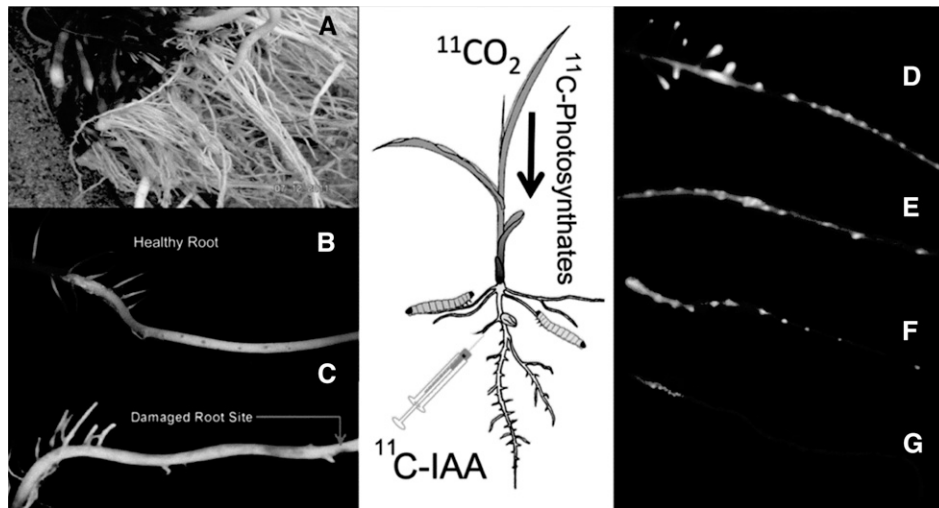 A
B
Healthy Root
C
Damaged Root Site
¹¹CO₂
¹¹C-Photosynthates
¹¹C-IAA
D
E
F
G